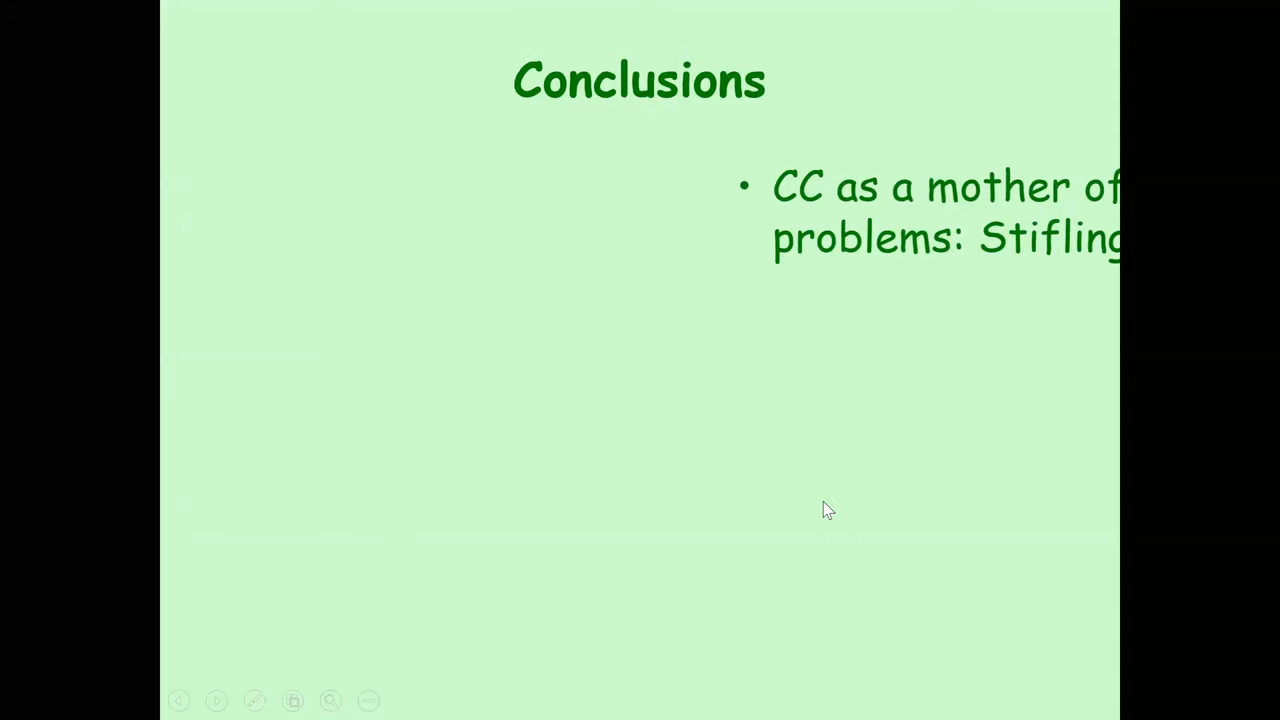 Conclusions
• CC as a mother of
problems: Stifling